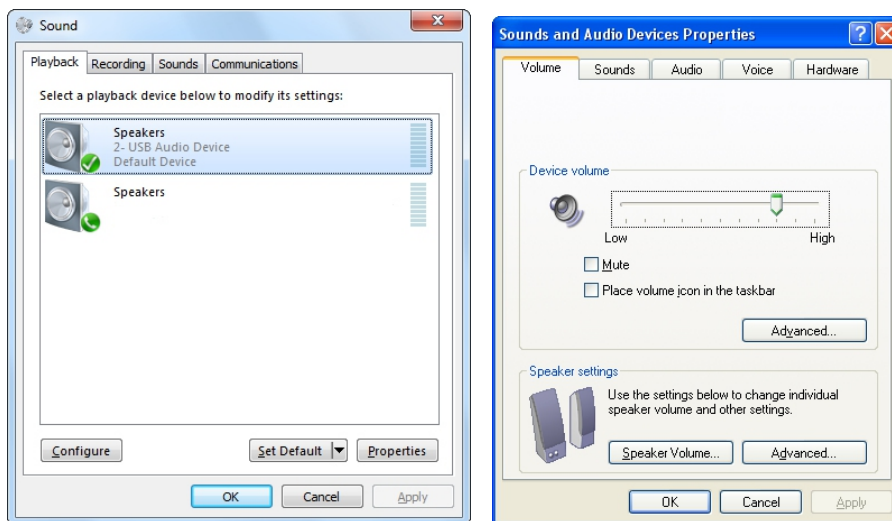 Sound
Playback Recording Sounds Communications
Select a playback device below to modify its settings:
Speakers
2- USB Audio Device
Default Device
Speakers
Configure Set Default Properties
OK Cancel Apply
Sounds and Audio Devices Properties
Volume Sounds Audio Voice Hardware
Device volume
Low High
Mute
Place volume icon in the taskbar
Advanced...
Speaker settings
Use the settings below to change individual
speaker volume and other settings.
Speaker Volume... Advanced...
OK Cancel Apply